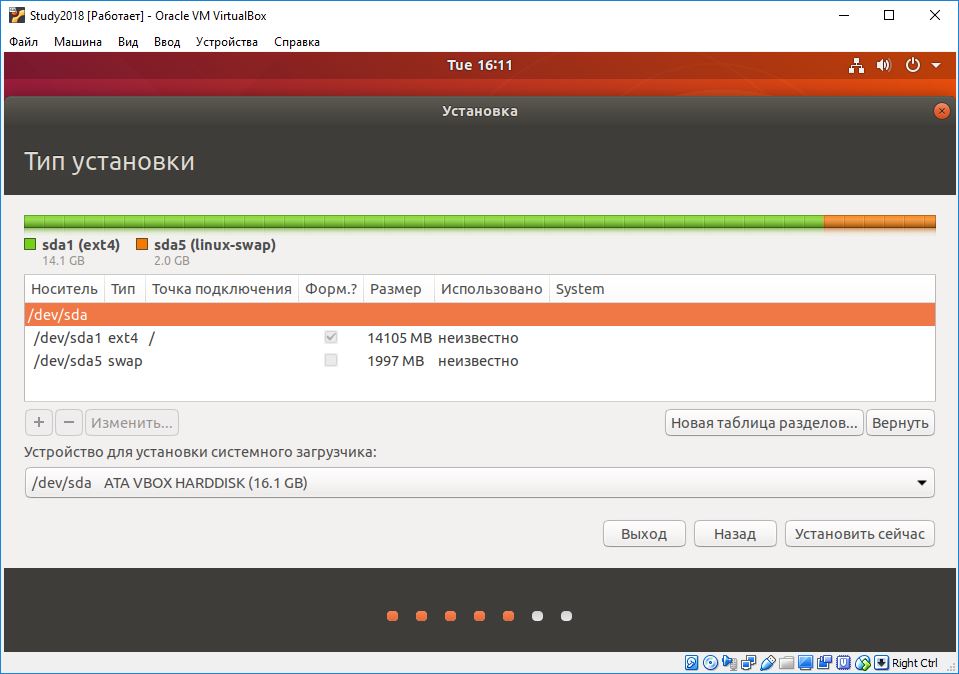 Study2018 [Работает] - Oracle VM VirtualBox
Файл Машина Вид Ввод Устройства Справка
Tue 16:11
Установка
Тип установки
sda1 (ext4) sda5 (linux-swap)
14.1 GB 2.0 GB
Носитель Тип Точка подключения Форм.? Размер Использовано System
/dev/sda
/dev/sda1 ext4 / 14105 MB неизвестно
/dev/sda5 swap 1997 MB неизвестно
+ − Изменить... Новая таблица разделов... Вернуть
Устройство для установки системного загрузчика:
/dev/sda ATA VBOX HARDDISK (16.1 GB)
Выход Назад Установить сейчас
Right Ctrl